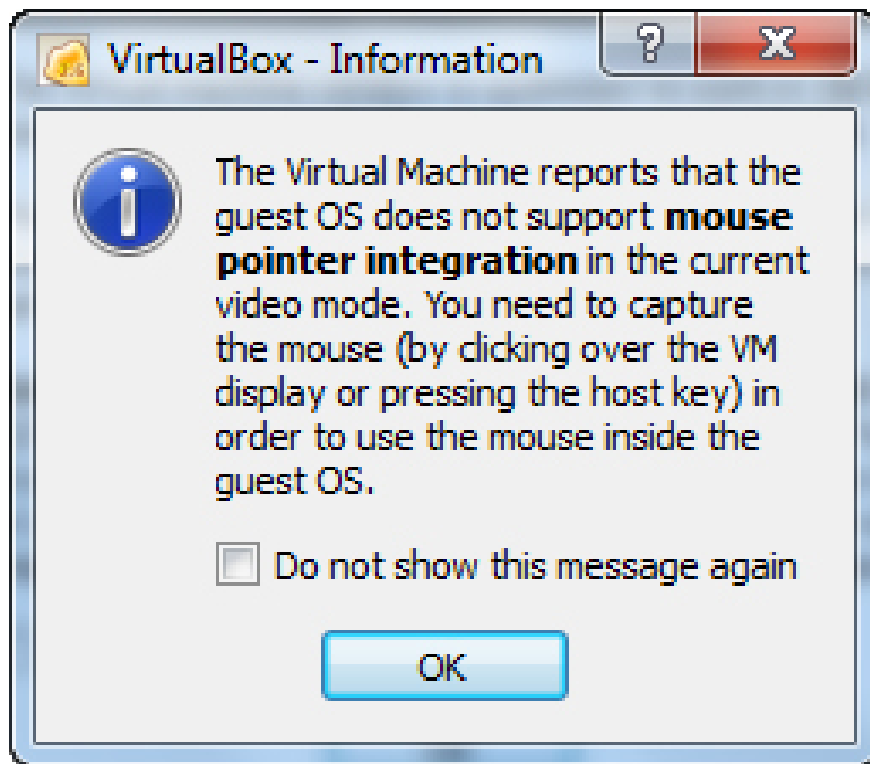 VirtualBox - Information
The Virtual Machine reports that the
guest OS does not support mouse
pointer integration in the current
video mode. You need to capture
the mouse (by clicking over the VM
display or pressing the host key) in
order to use the mouse inside the
guest OS.
Do not show this message again
OK